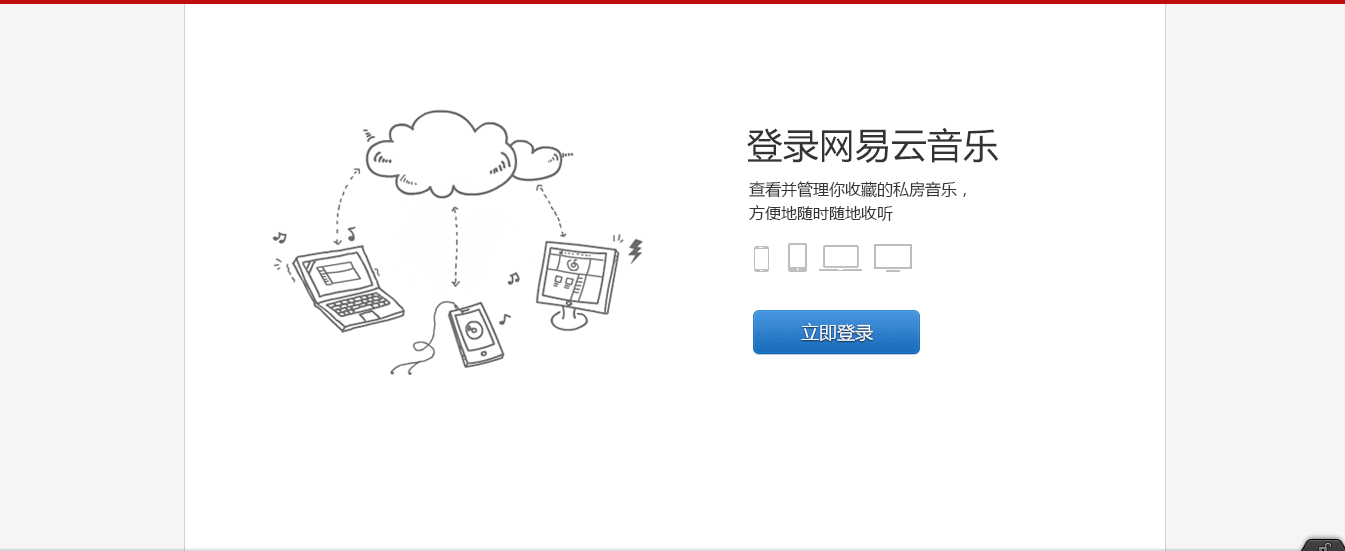 登录网易云音乐
查看并管理你收藏的私房音乐，
方便地随时随地收听
立即登录